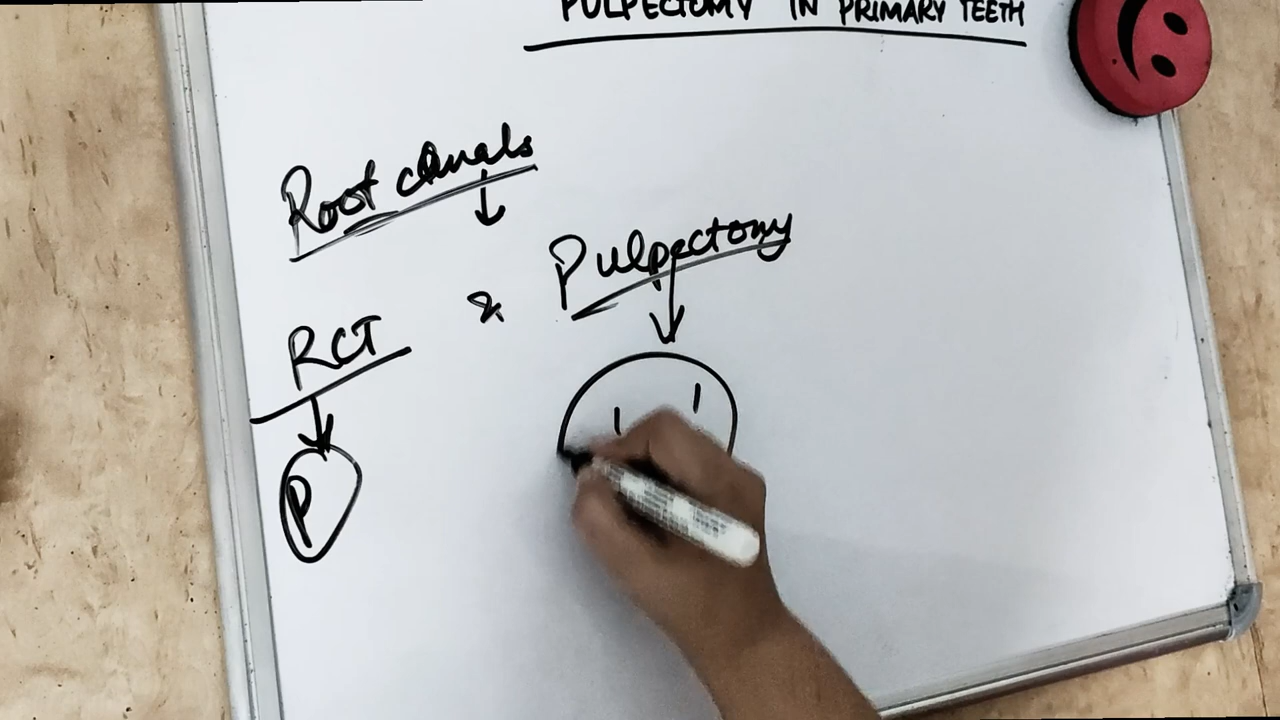 PULPECTOMY IN PRIMARY TEETH
Root canals
& Pulpectomy
RCT
P